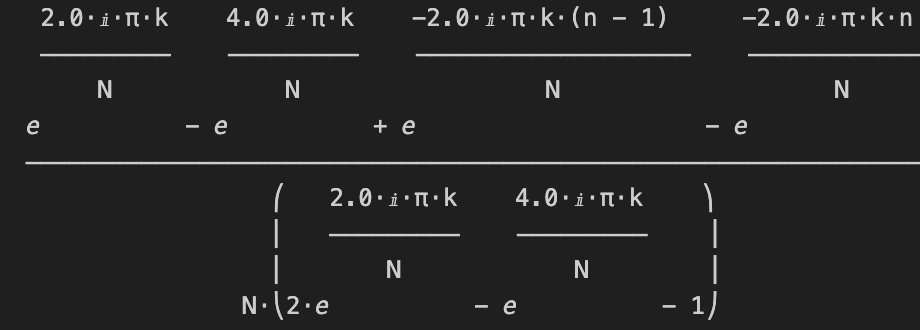 2.0⋅ⅈ⋅π⋅k 4.0⋅ⅈ⋅π⋅k -2.0⋅ⅈ⋅π⋅k⋅(n - 1) -2.0⋅ⅈ⋅π⋅k⋅n
N N N N
ℯ - ℯ + ℯ - ℯ
2.0⋅ⅈ⋅π⋅k 4.0⋅ⅈ⋅π⋅k
N N
N⋅(2⋅ℯ - ℯ - 1)